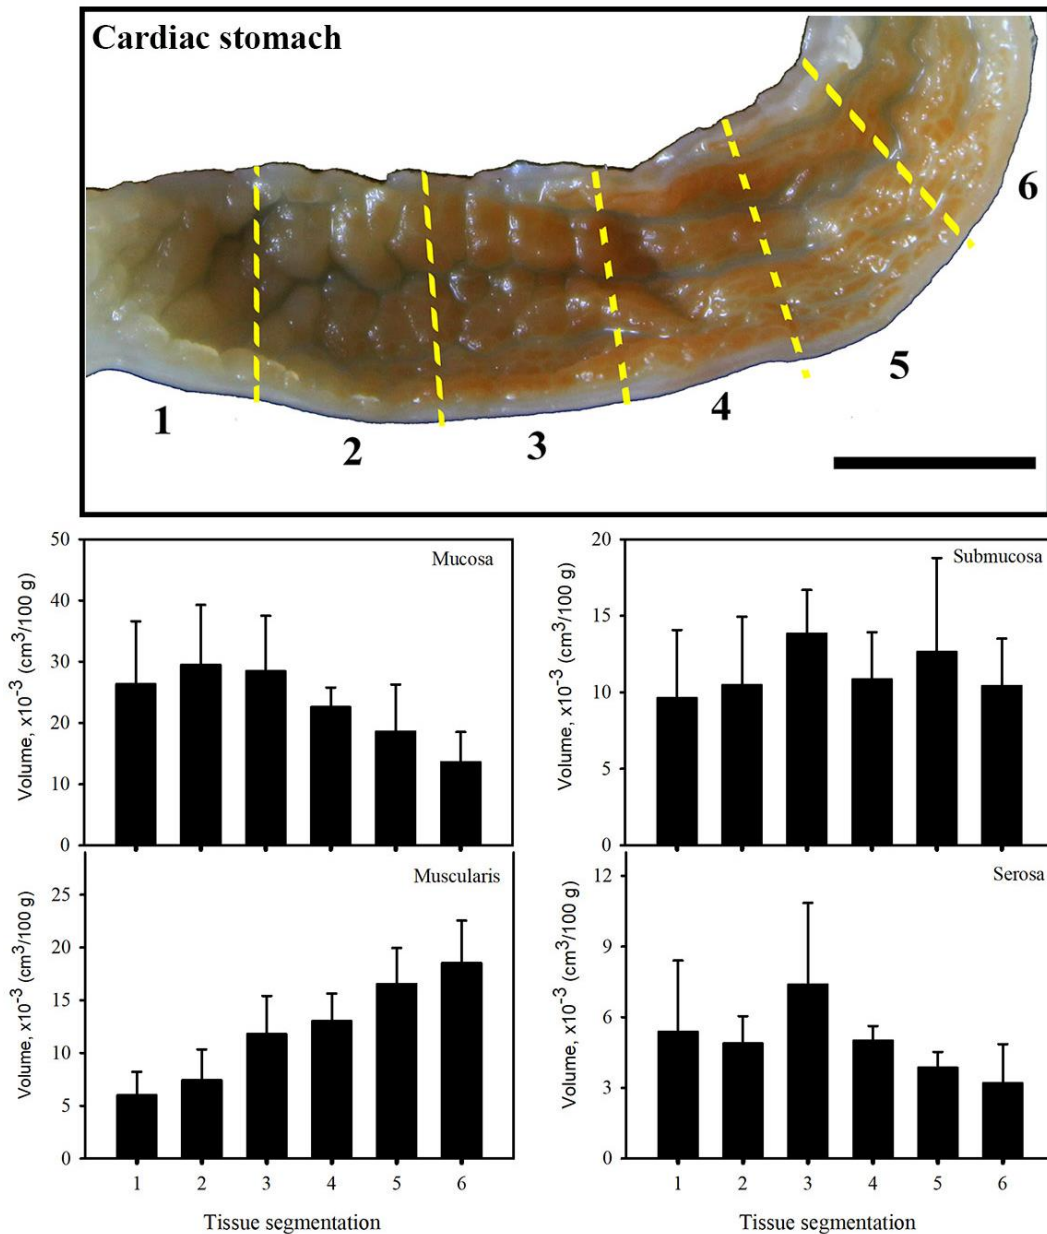 Cardiac stomach
1
2
3
4
5
6
Mucosa
Volume, x10⁻³ (cm³/100 g)
50
40
30
20
10
0
Submucosa
Volume, x10⁻³ (cm³/100 g)
20
15
10
5
0
Muscularis
Volume, x10⁻³ (cm³/100 g)
25
20
15
10
5
0
1 2 3 4 5 6
Tissue segmentation
Serosa
Volume, x10⁻³ (cm³/100 g)
12
9
6
3
0
1 2 3 4 5 6
Tissue segmentation